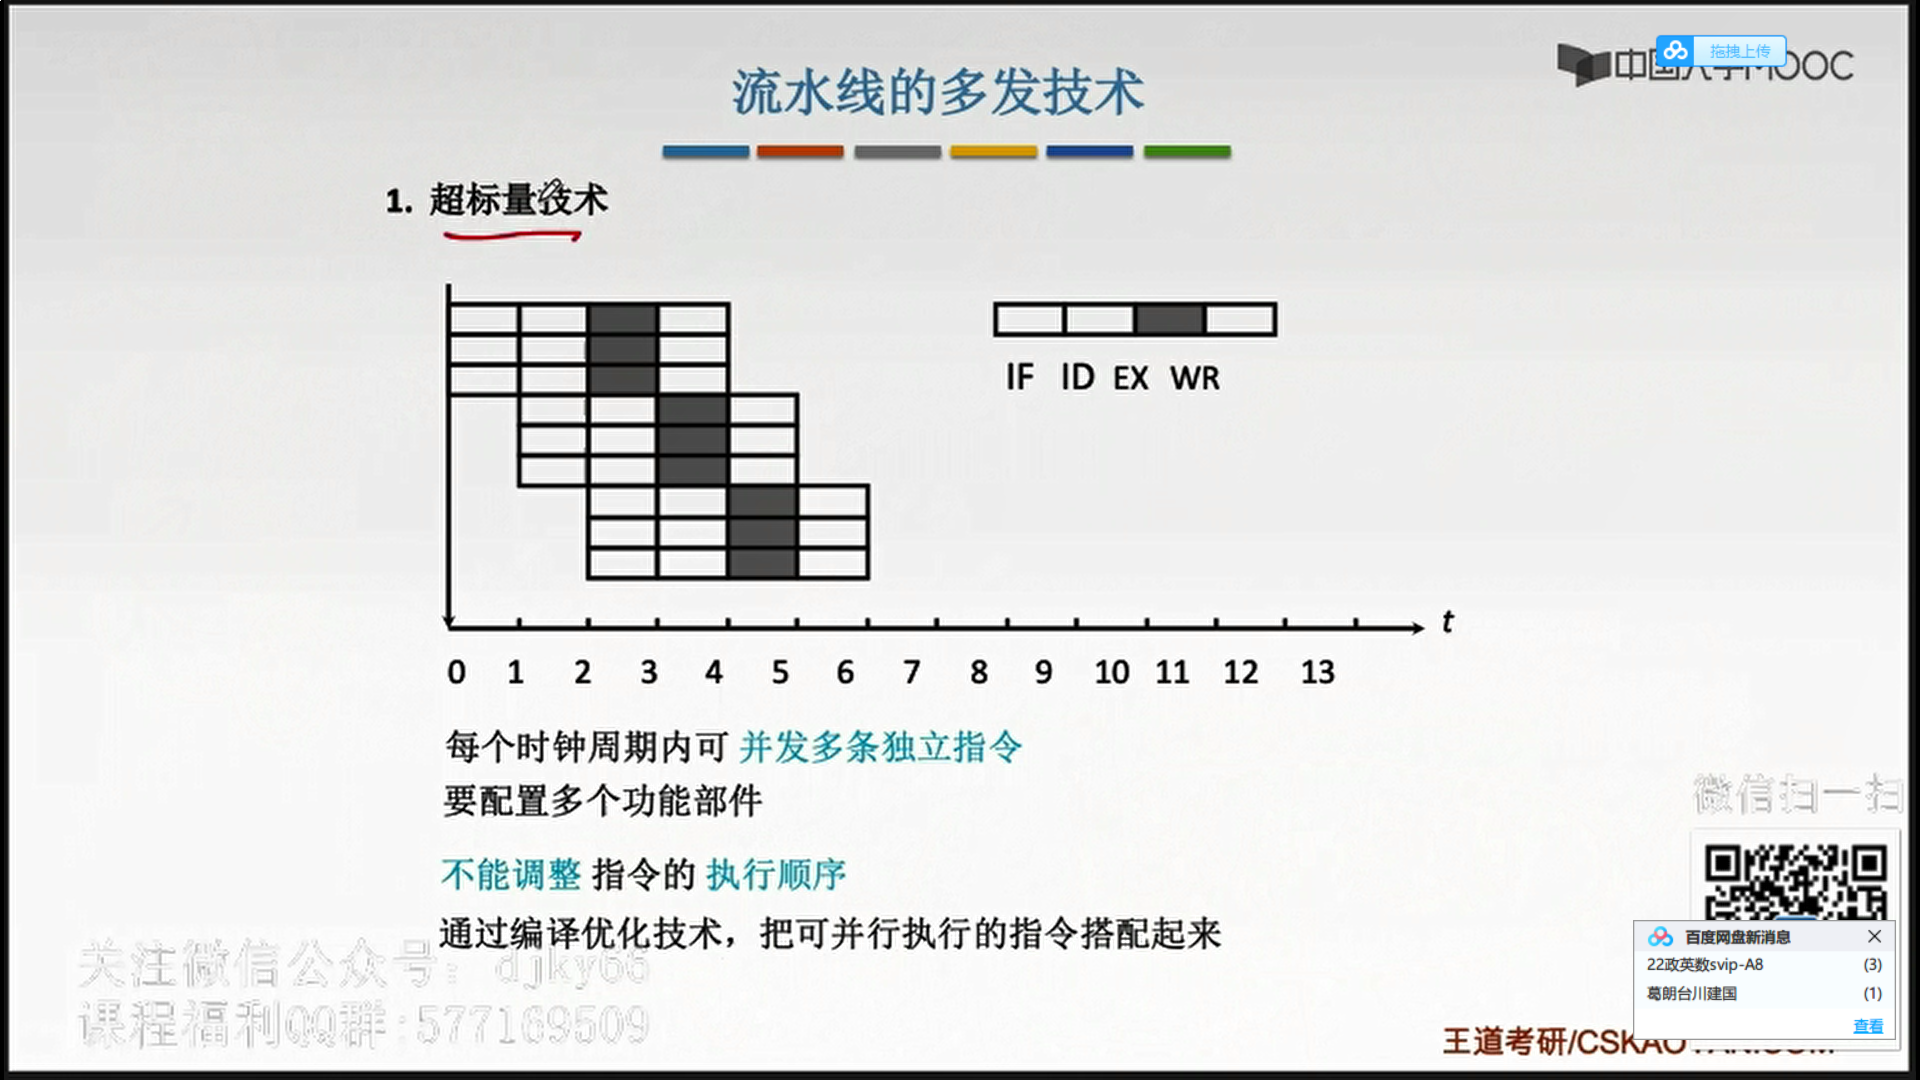 流水线的多发技术
拖拽上传
中国大学MOOC
1. 超标量技术
IF ID EX WR
t
0 1 2 3 4 5 6 7 8 9 10 11 12 13
每个时钟周期内可 并发多条独立指令
要配置多个功能部件
不能调整 指令的 执行顺序
通过编译优化技术，把可并行执行的指令搭配起来
微信扫一扫
关注微信公众号：djky66
课程福利QQ群:577169509
百度网盘新消息
22政英数svip-A8 (3)
葛朗台川建国 (1)
查看
王道考研/CSKAOYAN.COM